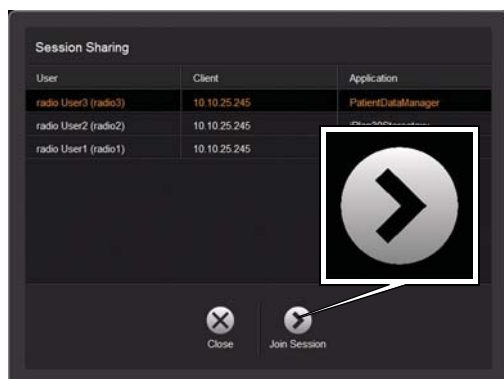 Session Sharing
User Client Application
radio User3 (radio3) 10.10.25.245 PatientDataManager
radio User2 (radio2) 10.10.25.245
radio User1 (radio1) 10.10.25.245
Close Join Session